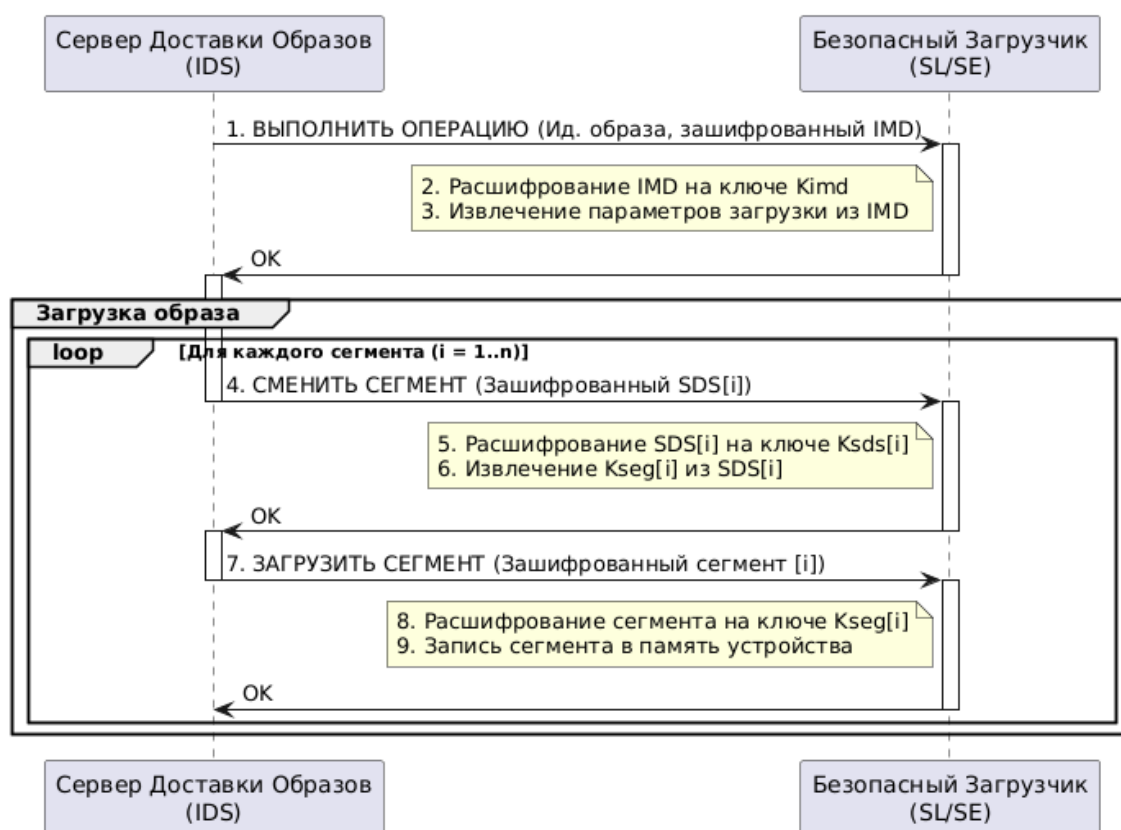 Сервер Доставки Образов
(IDS)
Безопасный Загрузчик
(SL/SE)
1. ВЫПОЛНИТЬ ОПЕРАЦИЮ (Ид. образа, зашифрованный IMD)
2. Расшифрование IMD на ключе Kimd
3. Извлечение параметров загрузки из IMD
OK
Загрузка образа
loop
[Для каждого сегмента (i = 1..n)]
4. СМЕНИТЬ СЕГМЕНТ (Зашифрованный SDS[i])
5. Расшифрование SDS[i] на ключе Ksds[i]
6. Извлечение Kseg[i] из SDS[i]
OK
7. ЗАГРУЗИТЬ СЕГМЕНТ (Зашифрованный сегмент [i])
8. Расшифрование сегмента на ключе Kseg[i]
9. Запись сегмента в память устройства
OK
Сервер Доставки Образов
(IDS)
Безопасный Загрузчик
(SL/SE)